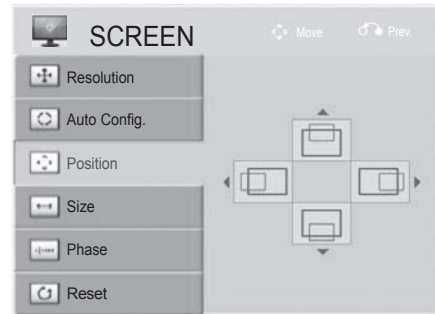 SCREEN
Move
Prev.
Resolution
Auto Config.
Position
Size
Phase
Reset